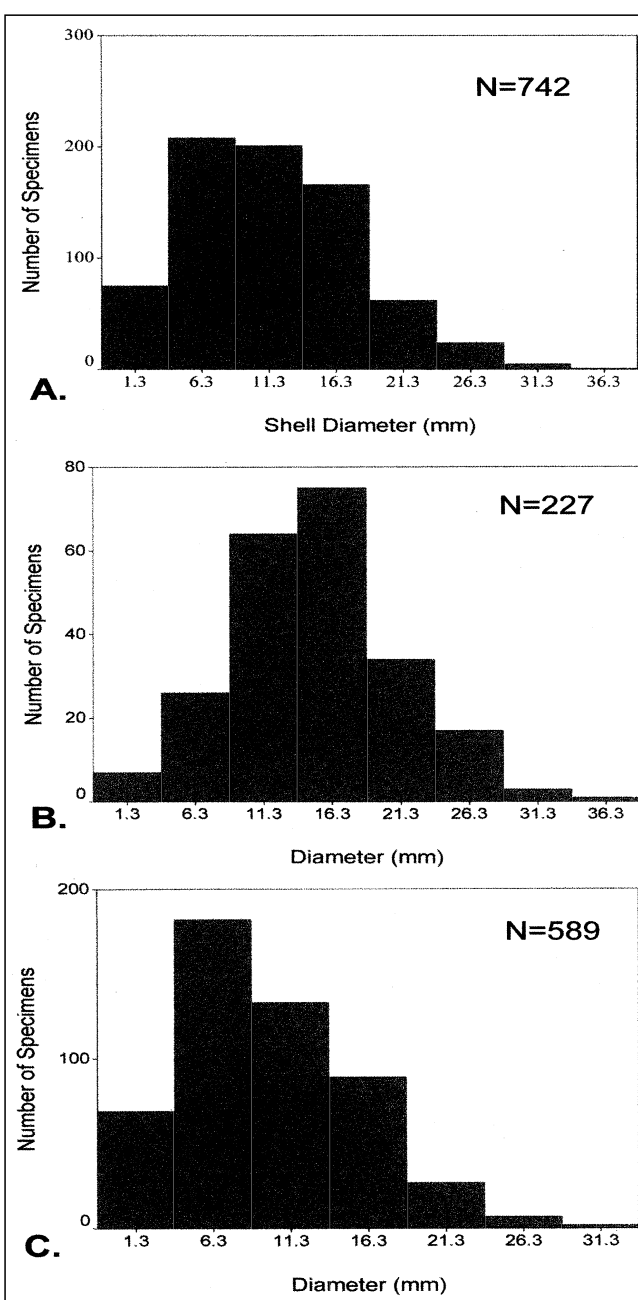 300
N=742
200
Number of Specimens
100
0
1.3 6.3 11.3 16.3 21.3 26.3 31.3 36.3
A.
Shell Diameter (mm)
80
N=227
60
Number of Specimens
40
20
0
1.3 6.3 11.3 16.3 21.3 26.3 31.3 36.3
B.
Diameter (mm)
200
N=589
Number of Specimens
100
0
1.3 6.3 11.3 16.3 21.3 26.3 31.3
C.
Diameter (mm)